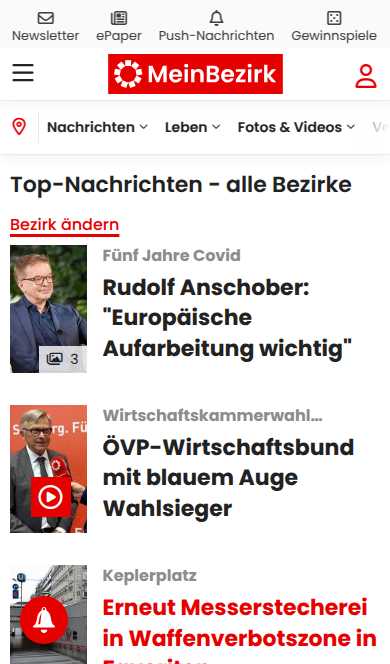 Newsletter ePaper Push-Nachrichten Gewinnspiele
MeinBezirk
Nachrichten Leben Fotos & Videos
Top-Nachrichten - alle Bezirke
Bezirk ändern
Fünf Jahre Covid
Rudolf Anschober:
"Europäische
Aufarbeitung wichtig"
3
Wirtschaftskammerwahl...
ÖVP-Wirtschaftsbund
mit blauem Auge
Wahlsieger
Keplerplatz
Erneut Messerstecherei
in Waffenverbotszone in